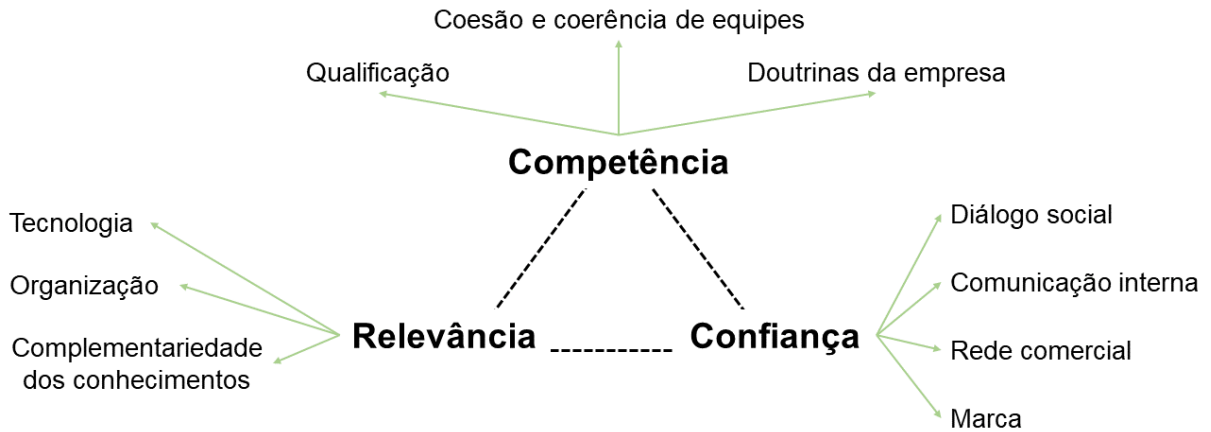 Coesão e coerência de equipes
Qualificação
Doutrinas da empresa
Competência
Tecnologia
Organização
Complementariedade
dos conhecimentos
Relevância
Confiança
Diálogo social
Comunicação interna
Rede comercial
Marca